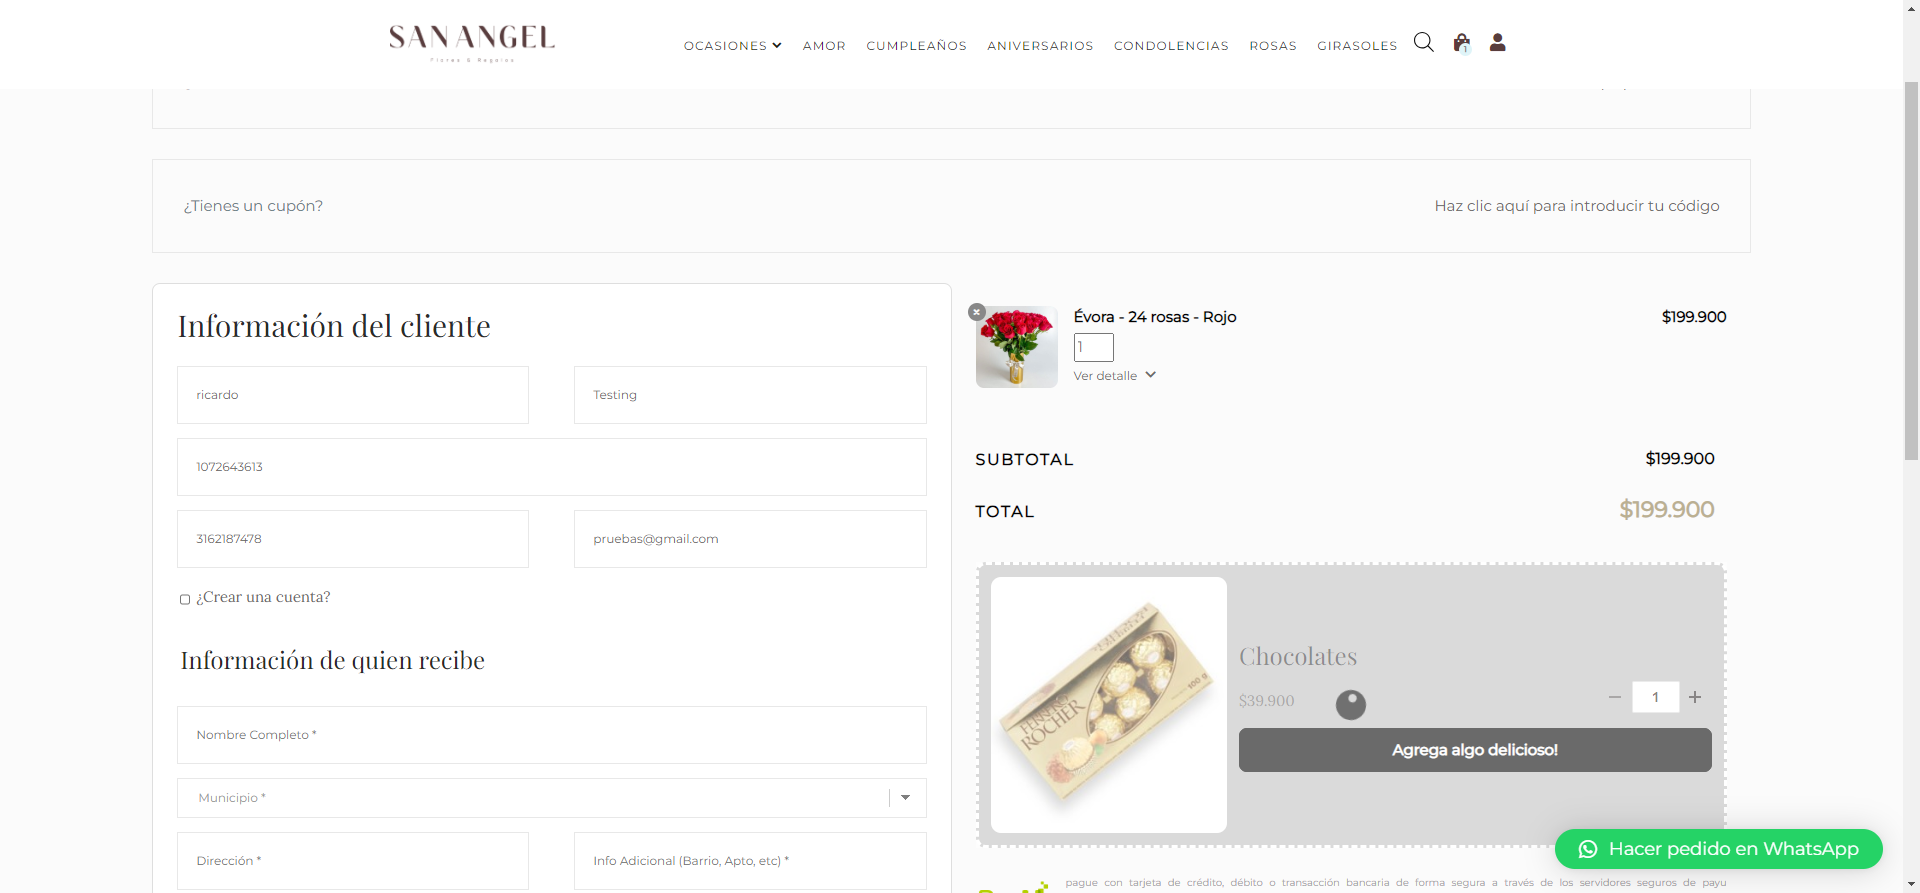 SAN ANGEL
Flores & Regalos
OCASIONES
AMOR
CUMPLEAÑOS
ANIVERSARIOS
CONDOLENCIAS
ROSAS
GIRASOLES
1
¿Tienes un cupón?
Haz clic aquí para introducir tu código
Información del cliente
ricardo
Testing
1072643613
3162187478
pruebas@gmail.com
¿Crear una cuenta?
Información de quien recibe
Nombre Completo *
Municipio *
Dirección *
Info Adicional (Barrio, Apto, etc) *
Évora - 24 rosas - Rojo
$199.900
1
Ver detalle
SUBTOTAL
$199.900
TOTAL
$199.900
FERRERO
ROCHER
100 g
Chocolates
$39.900
1
Agrega algo delicioso!
Hacer pedido en WhatsApp
pague con tarjeta de crédito, débito o transacción bancaria de forma segura a través de los servidores seguros de payu